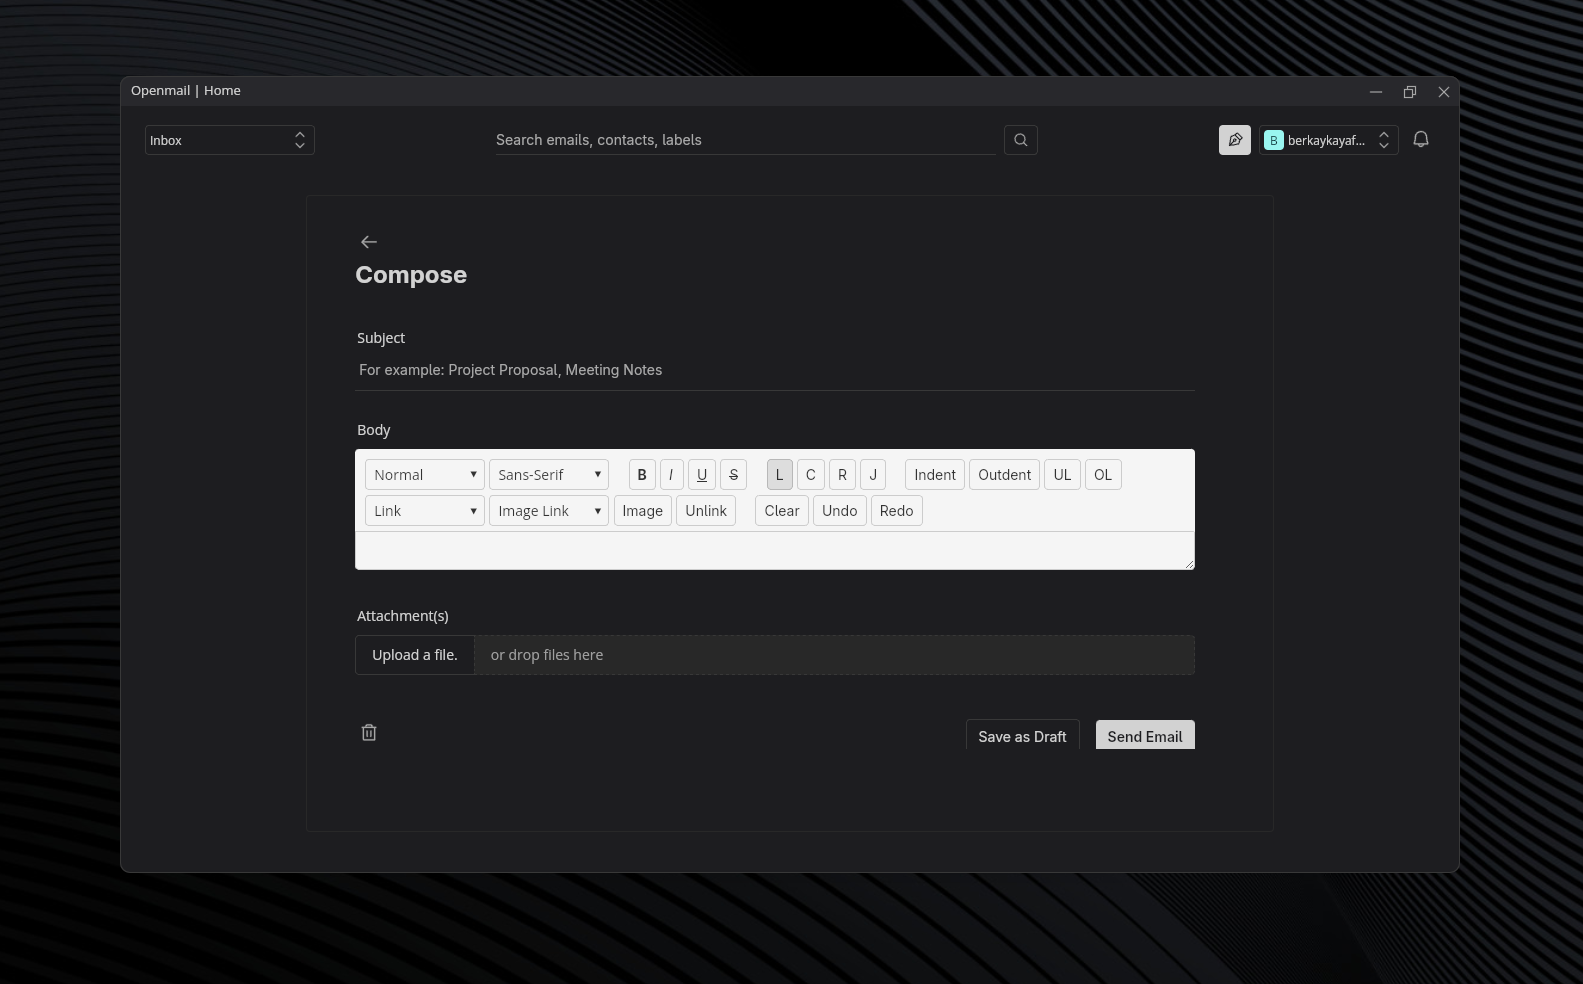 Openmail | Home
Inbox
Search emails, contacts, labels
B berkaykayaf...
Compose
Subject
For example: Project Proposal, Meeting Notes
Body
Normal Sans-Serif B I U S L C R J Indent Outdent UL OL
Link Image Link Image Unlink Clear Undo Redo
Attachment(s)
Upload a file. or drop files here
Save as Draft Send Email